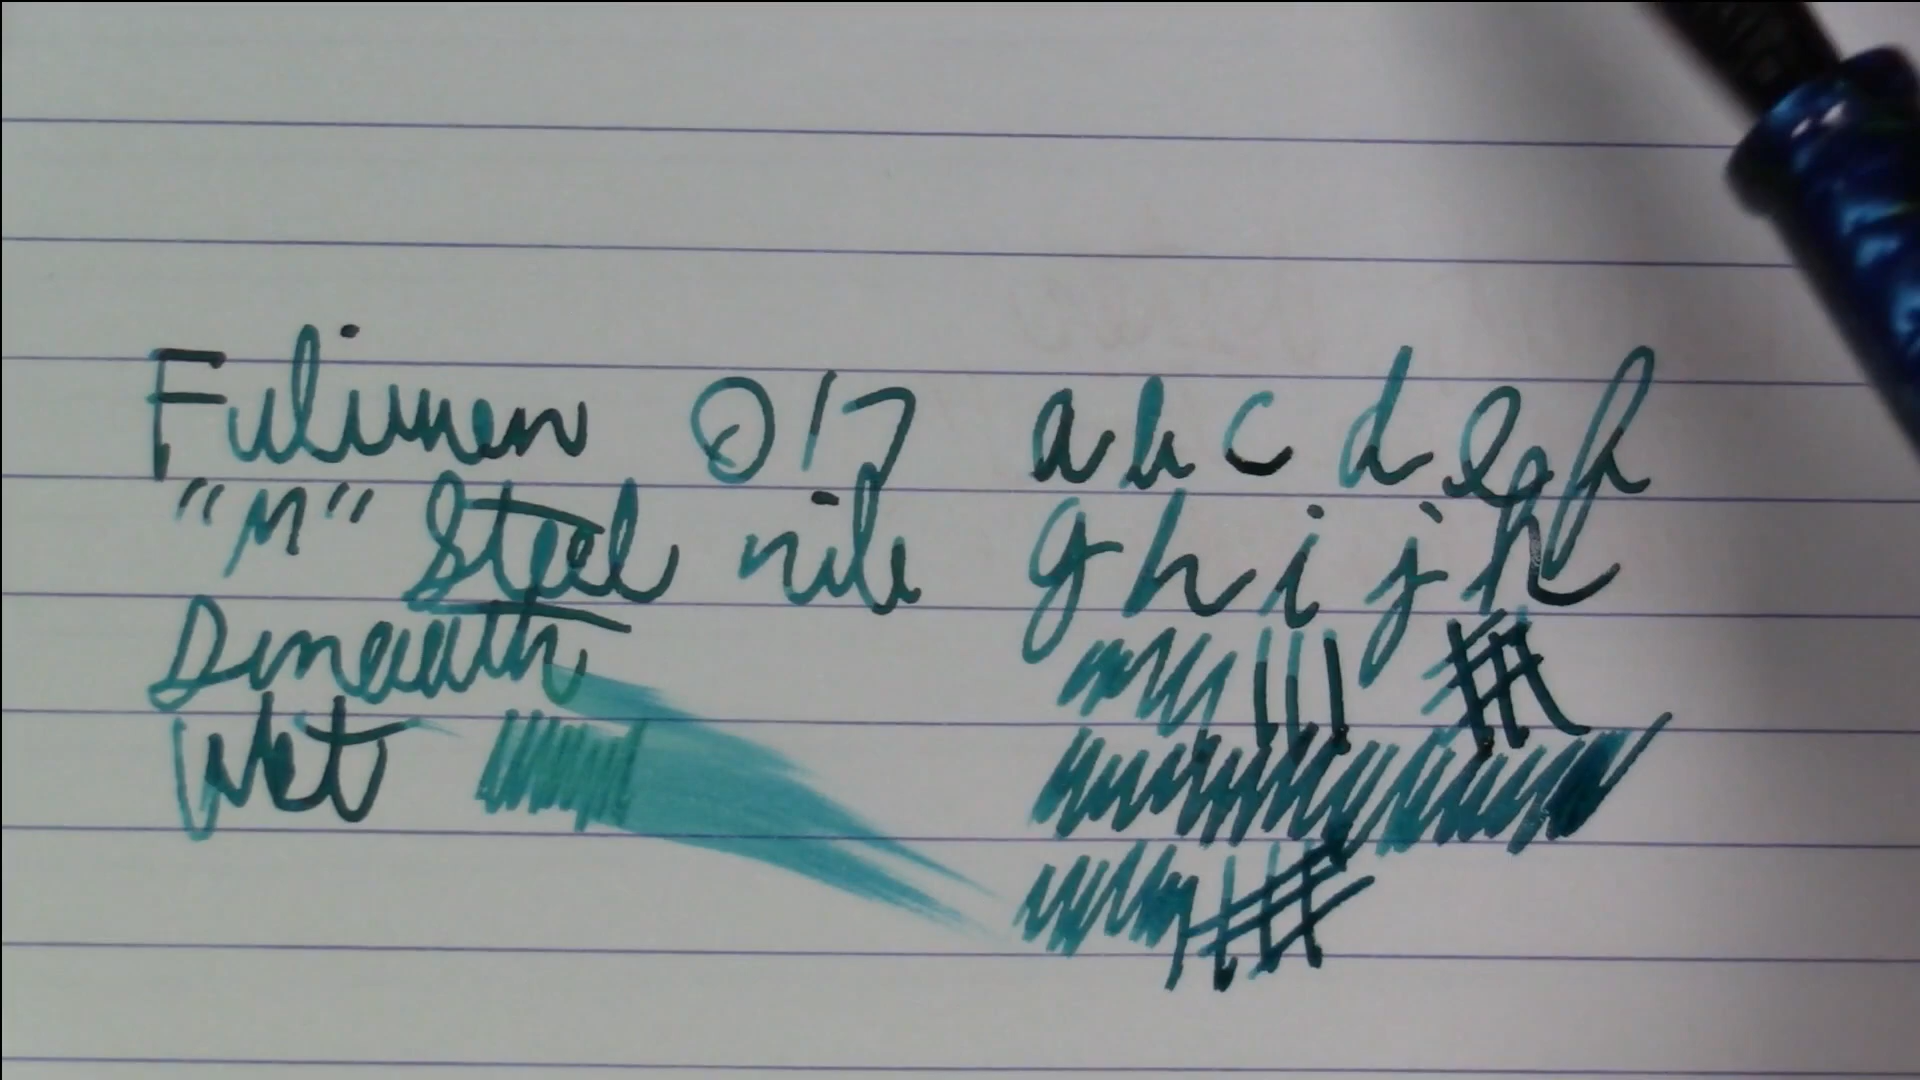 Fuliwen 017 a b c d e f
"M" Steel nib g h i j k
Smooth
Wet